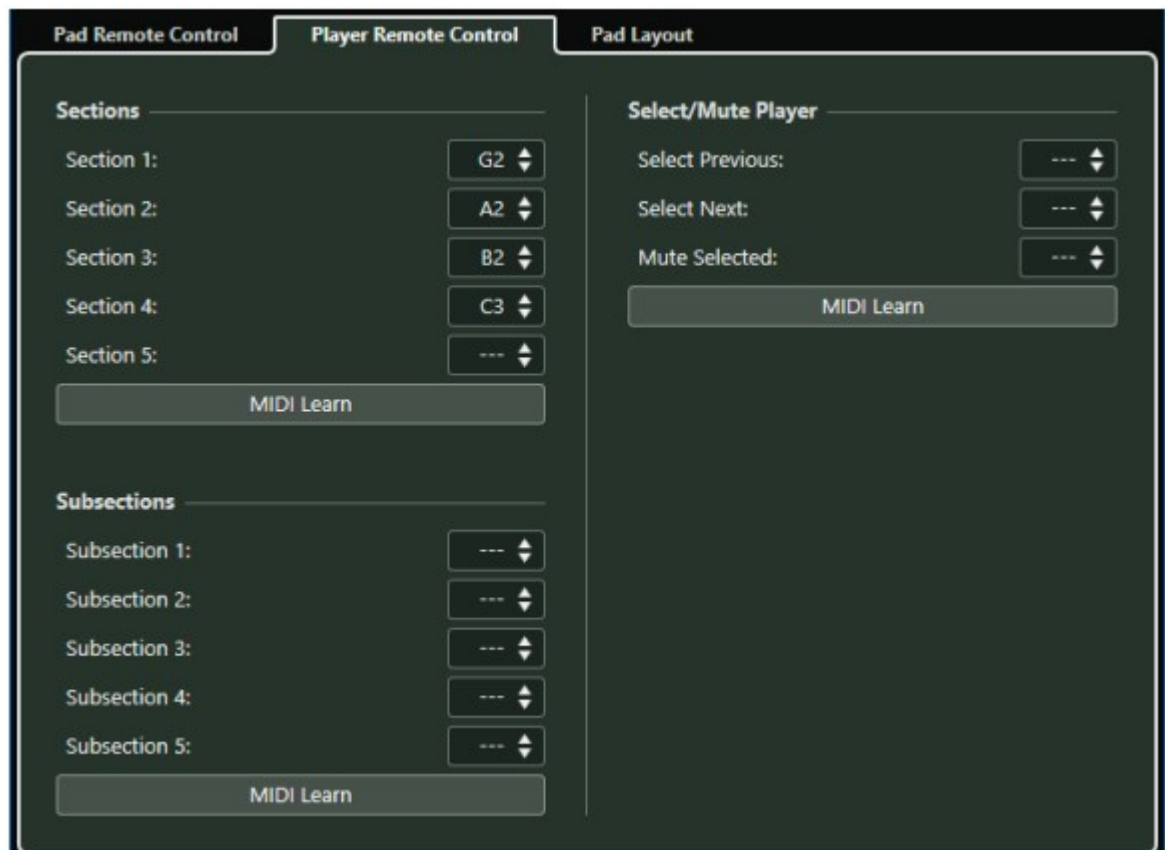 Pad Remote Control Player Remote Control Pad Layout
Sections
Section 1: G2
Section 2: A2
Section 3: B2
Section 4: C3
Section 5: ---
MIDI Learn
Subsections
Subsection 1: ---
Subsection 2: ---
Subsection 3: ---
Subsection 4: ---
Subsection 5: ---
MIDI Learn
Select/Mute Player
Select Previous: ---
Select Next: ---
Mute Selected: ---
MIDI Learn